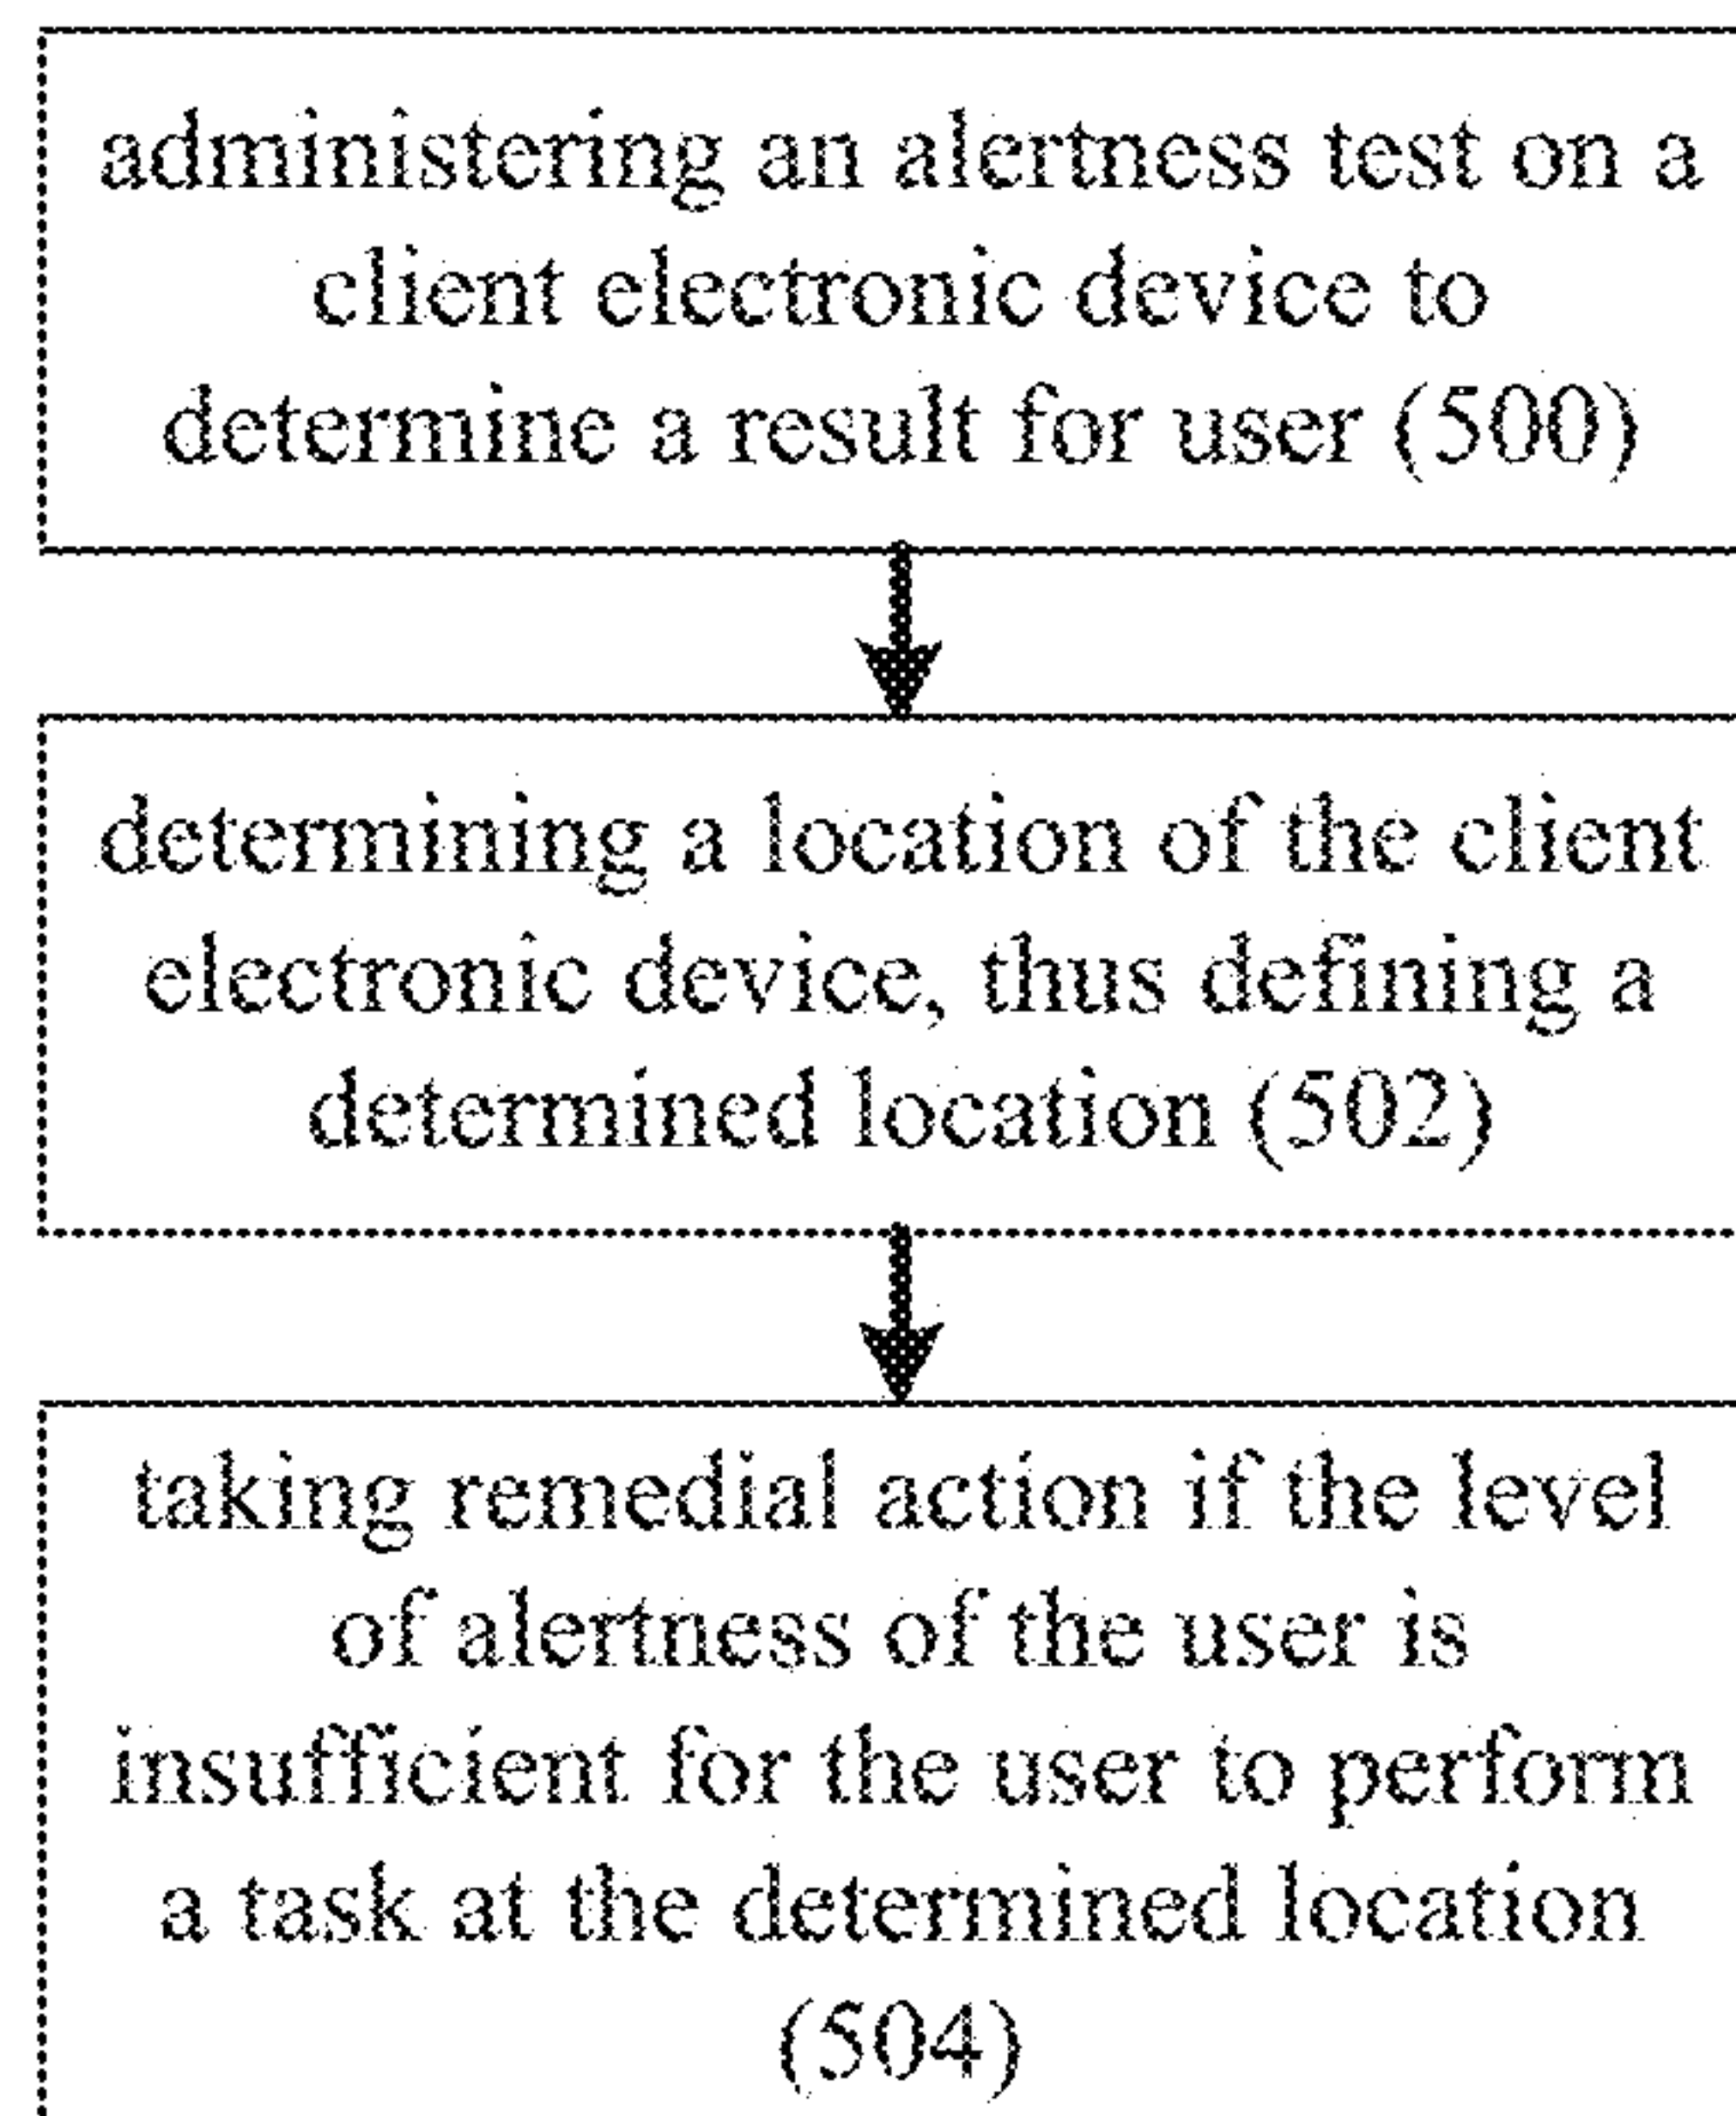 administering an alertness test on a
client electronic device to
determine a result for user (500)
determining a location of the client
electronic device, thus defining a
determined location (502)
taking remedial action if the level
of alertness of the user is
insufficient for the user to perform
a task at the determined location
(504)